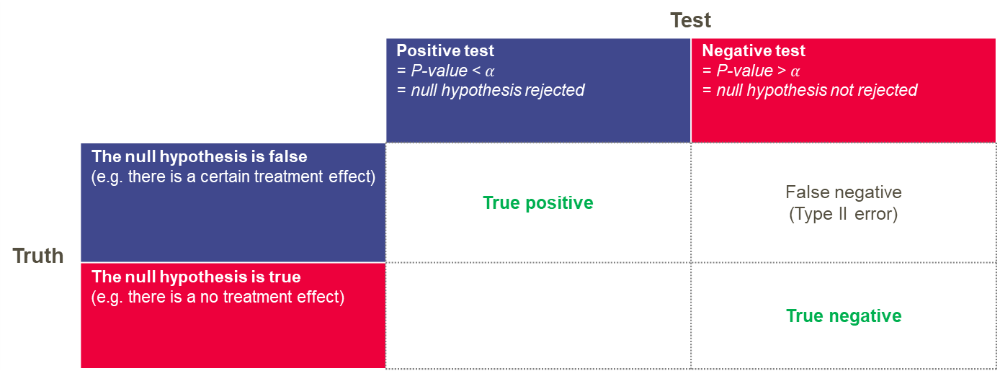 Test
Positive test
= P-value < α
= null hypothesis rejected
Negative test
= P-value > α
= null hypothesis not rejected
Truth
The null hypothesis is false
(e.g. there is a certain treatment effect)
True positive
False negative
(Type II error)
The null hypothesis is true
(e.g. there is a no treatment effect)
True negative